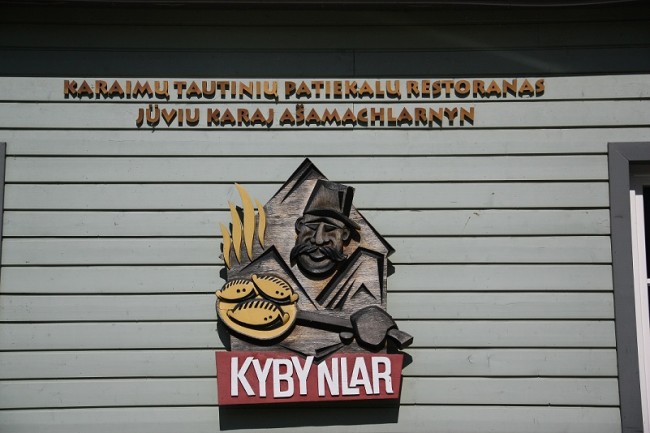 KARAIMŲ TAUTINIŲ PATIEKALŲ RESTORANAS
JÜVIU KARAJ AŠAMACHLARNYN
KYBYNLAR